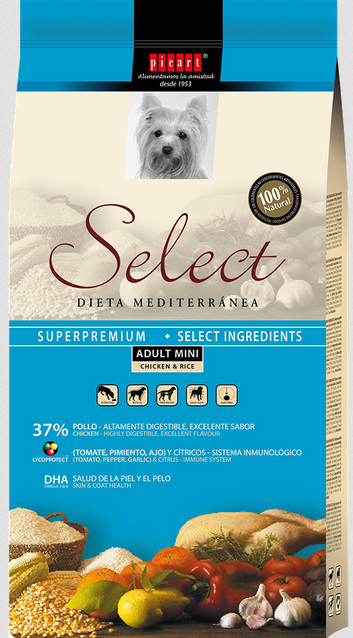 picart®
Alimentamos la amistad
desde 1953
100%
Natural
Select
DIETA MEDITERRÁNEA
SUPERPREMIUM • SELECT INGREDIENTS
ADULT MINI
CHICKEN & RICE
37% POLLO - ALTAMENTE DIGESTIBLE, EXCELENTE SABOR
CHICKEN - HIGHLY DIGESTIBLE, EXCELLENT FLAVOUR
LYCOPROTECT (TOMATE, PIMIENTO, AJO) Y CÍTRICOS - SISTEMA INMUNOLÓGICO
(TOMATO, PEPPER, GARLIC) & CITRUS - IMMUNE SYSTEM
DHA SALUD DE LA PIEL Y EL PELO
OMEGA 3 & 6 SKIN & COAT HEALTH